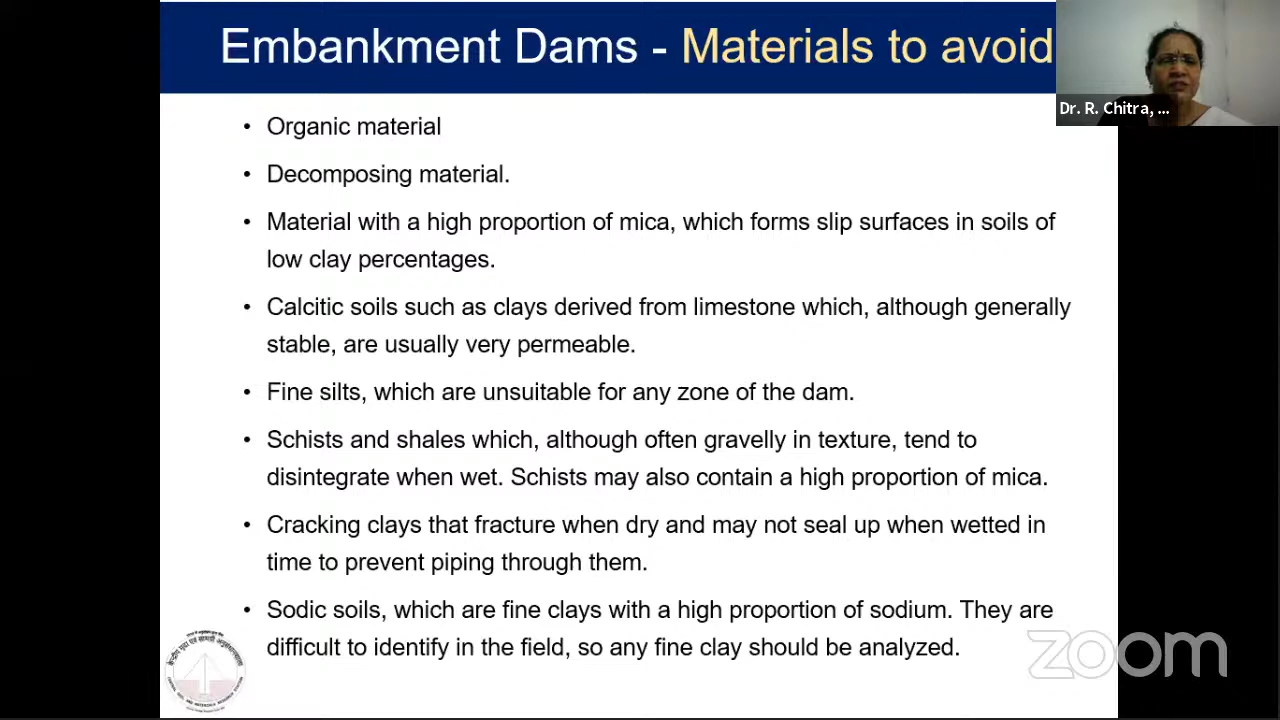 Embankment Dams - Materials to avoid
Dr. R. Chitra, ...
• Organic material
• Decomposing material.
• Material with a high proportion of mica, which forms slip surfaces in soils of
low clay percentages.
• Calcitic soils such as clays derived from limestone which, although generally
stable, are usually very permeable.
• Fine silts, which are unsuitable for any zone of the dam.
• Schists and shales which, although often gravelly in texture, tend to
disintegrate when wet. Schists may also contain a high proportion of mica.
• Cracking clays that fracture when dry and may not seal up when wetted in
time to prevent piping through them.
• Sodic soils, which are fine clays with a high proportion of sodium. They are
difficult to identify in the field, so any fine clay should be analyzed.
zoom